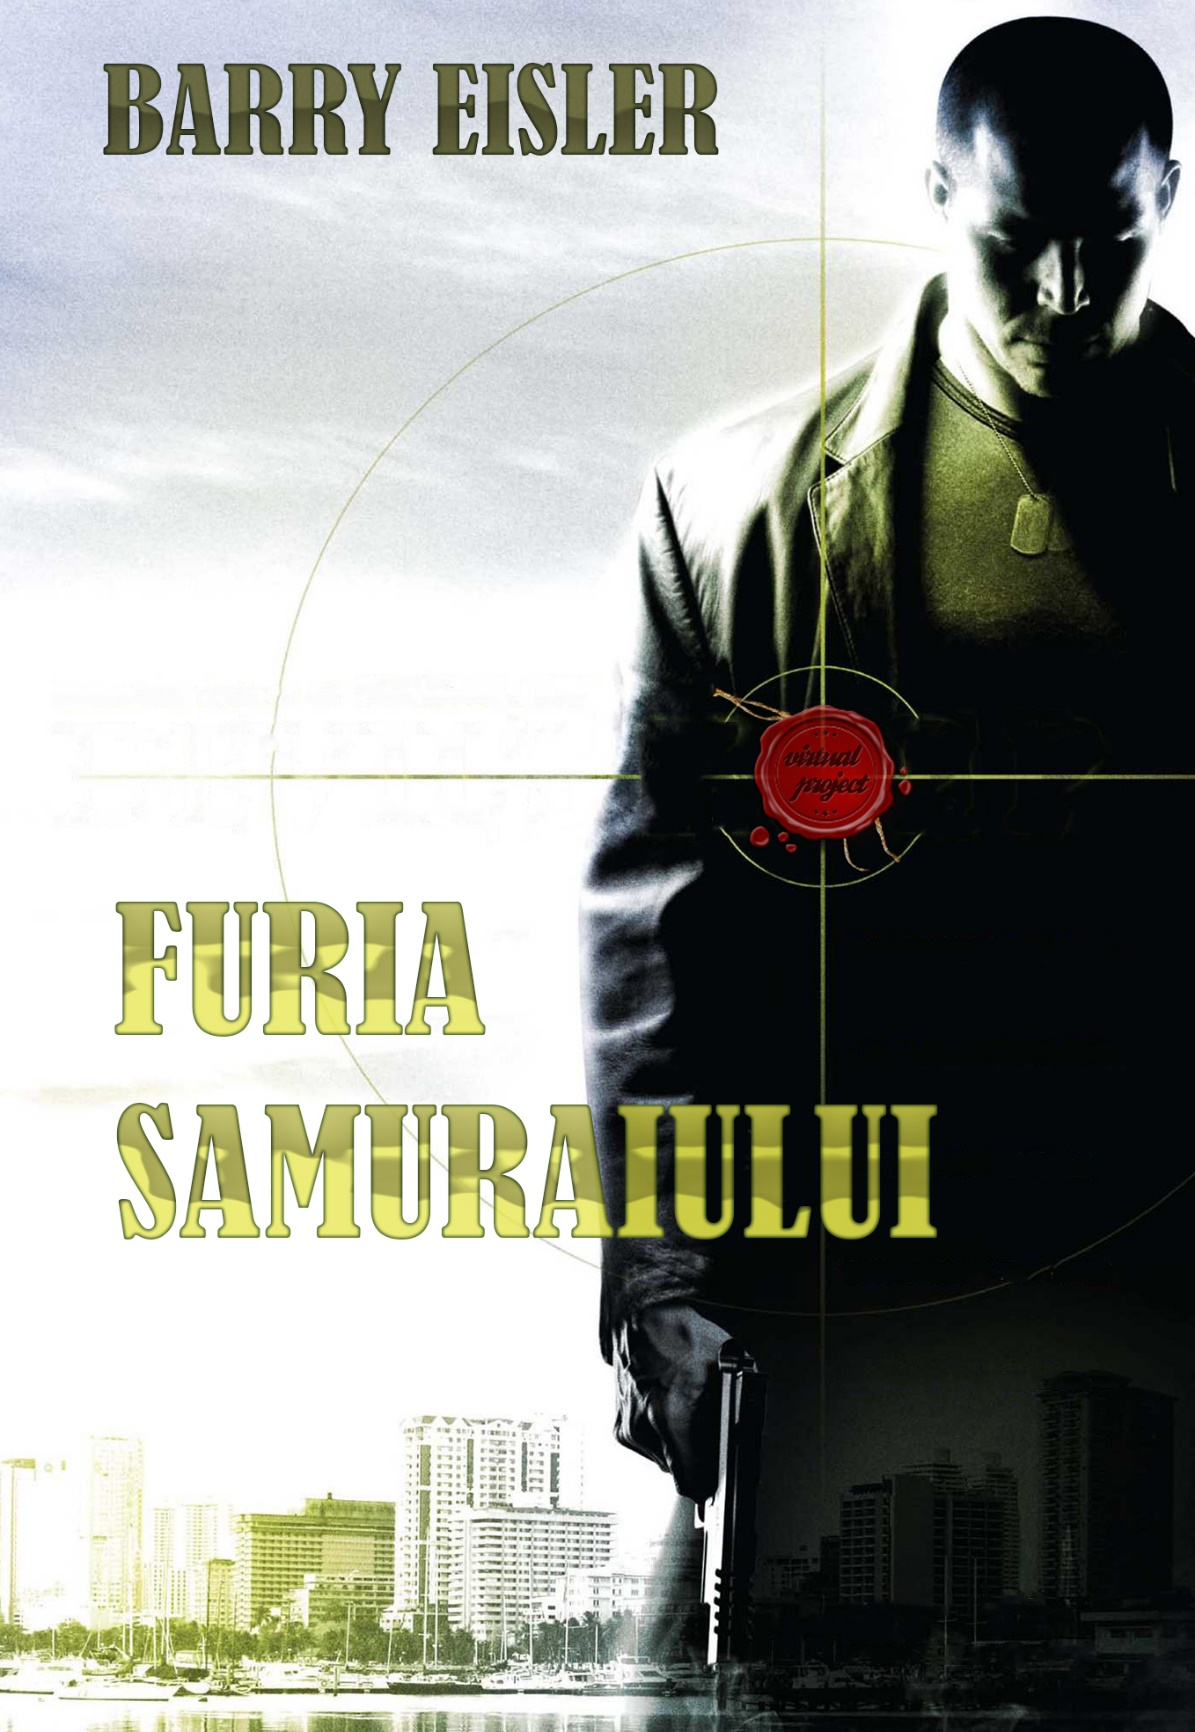 BARRY EISLER
virtual
project
FURIA
SAMURAIULUI